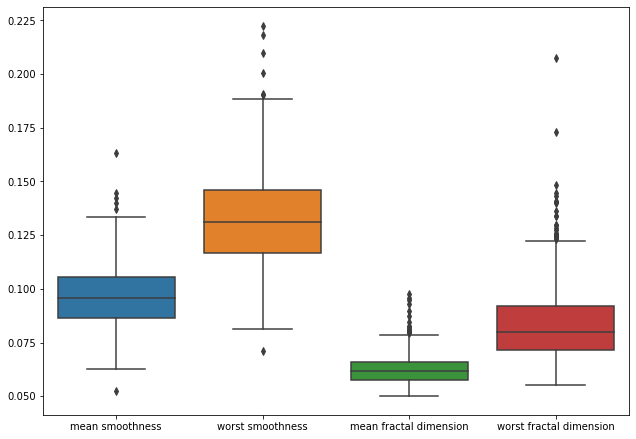 0.225
0.200
0.175
0.150
0.125
0.100
0.075
0.050
mean smoothness
worst smoothness
mean fractal dimension
worst fractal dimension